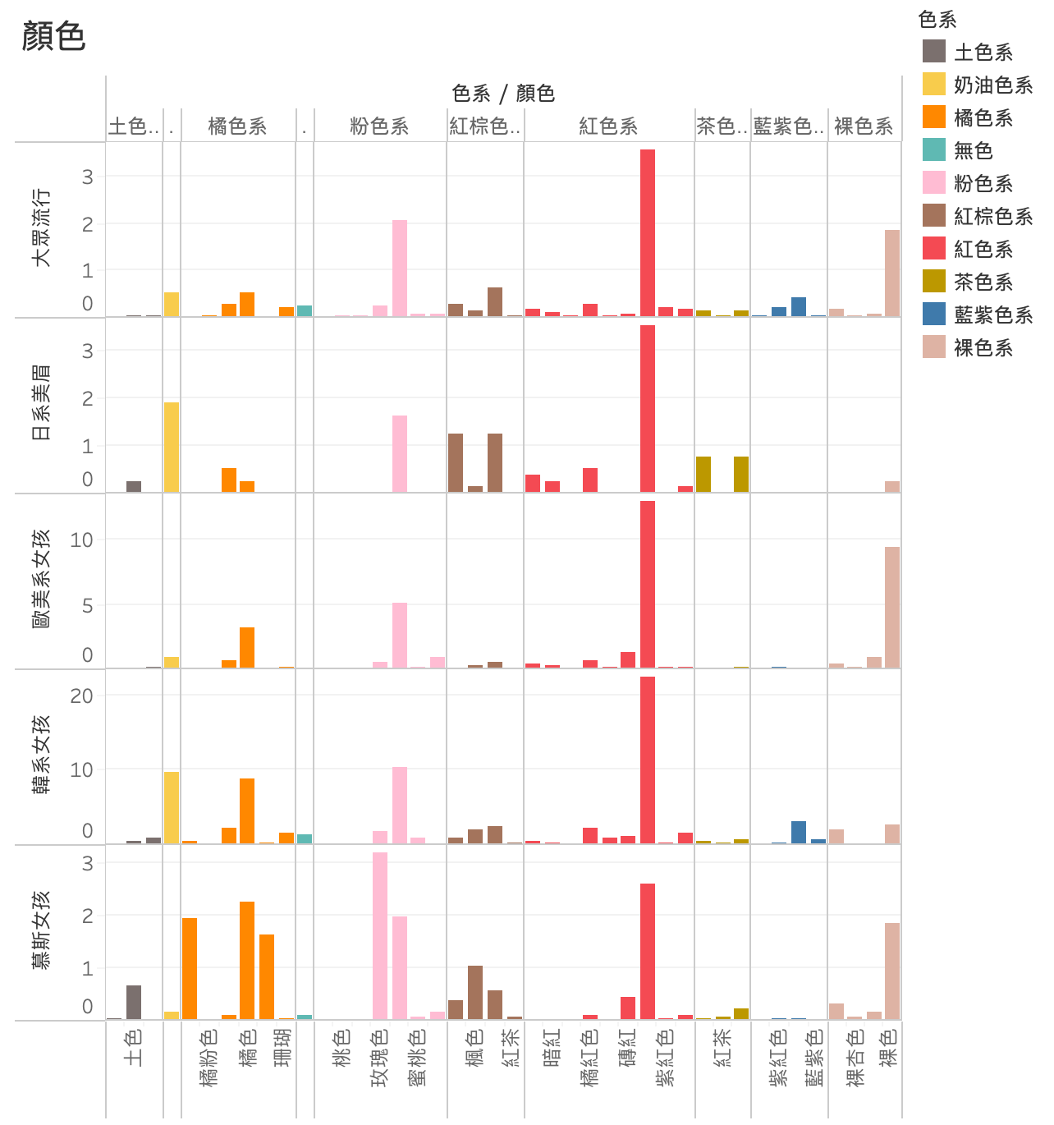 顏色
色系
土色系
奶油色系
橘色系
無色
粉色系
紅棕色系
紅色系
茶色系
藍紫色系
裸色系
色系 / 顏色
土色.. . 橘色系 . 粉色系 紅棕色.. 紅色系 茶色.. 藍紫色.. 裸色系
大眾流行
3
2
1
0
日系美眉
3
2
1
0
歐美系女孩
10
5
0
韓系女孩
20
10
0
慕斯女孩
3
2
1
0
土色 橘粉色 橘色 珊瑚 桃色 玫瑰色 蜜桃色 楓色 紅茶 暗紅 橘紅色 磚紅 紫紅色 紅茶 紫紅色 藍紫色 裸杏色 裸色